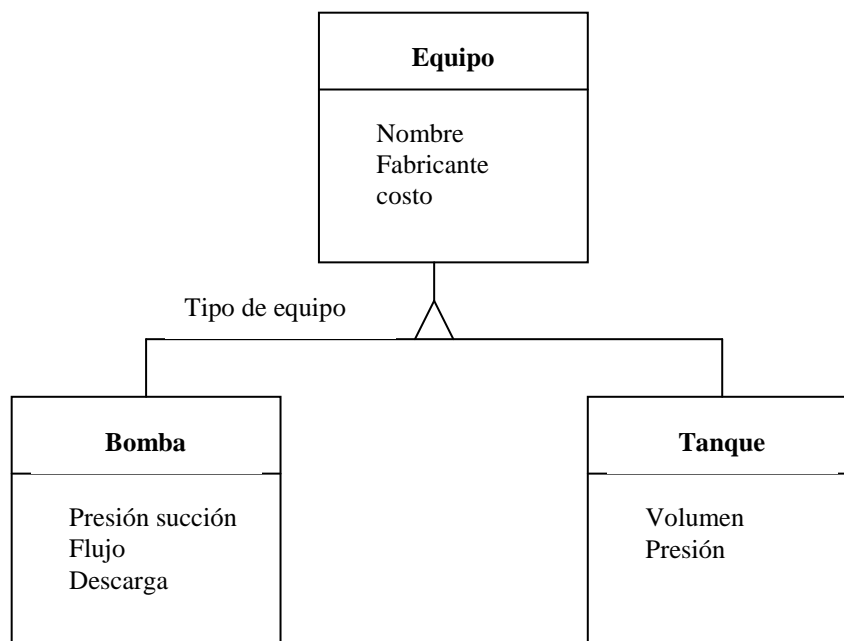 Equipo
Nombre
Fabricante
costo
Tipo de equipo
Bomba
Presión succión
Flujo
Descarga
Tanque
Volumen
Presión